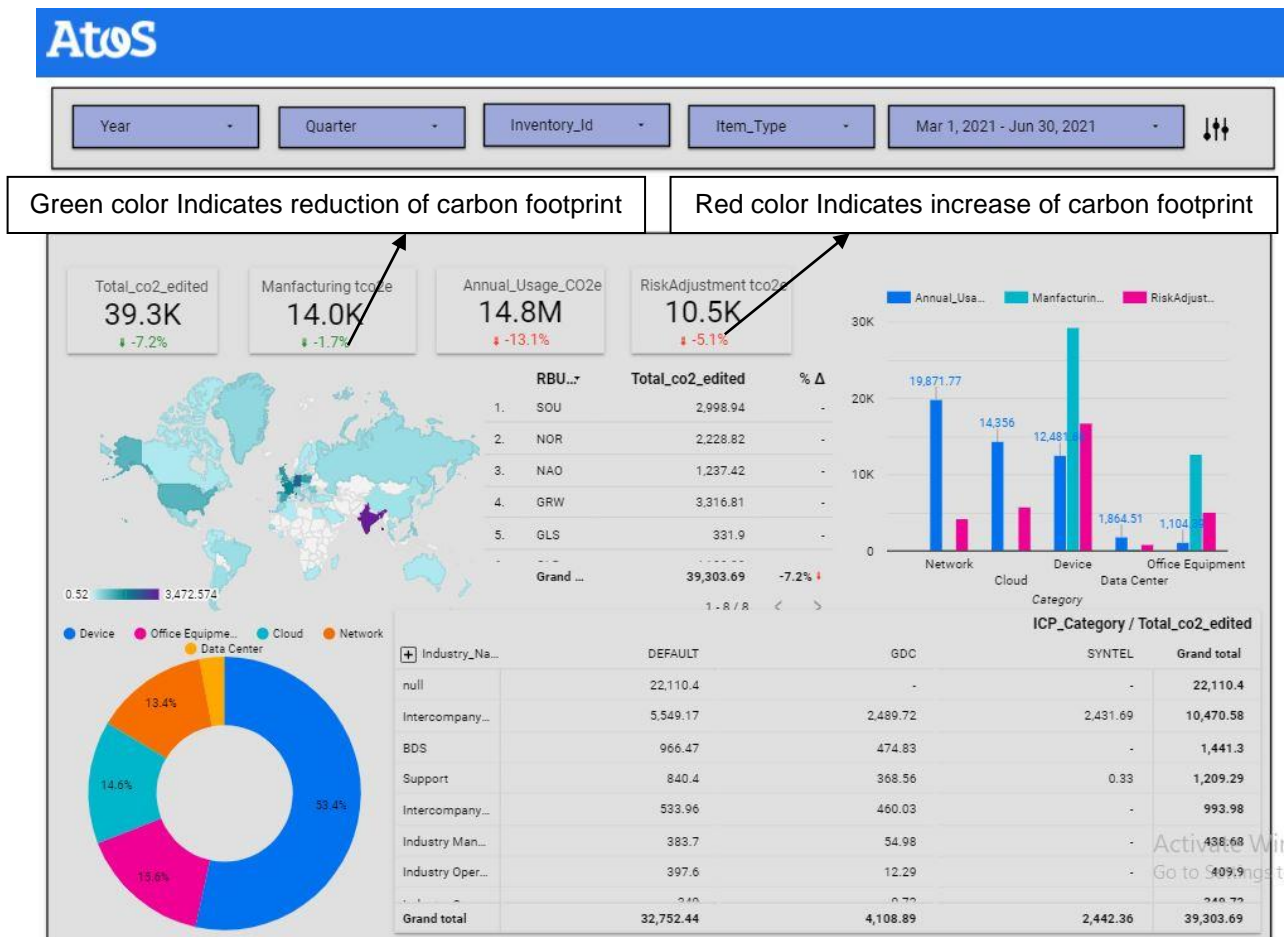 Atos
Year Quarter Inventory_Id Item_Type Mar 1, 2021 - Jun 30, 2021
Green color Indicates reduction of carbon footprint
Red color Indicates increase of carbon footprint
Total_co2_edited
39.3K
-7.2%
Manfacturing tco2e
14.0K
-1.7%
Annual_Usage_CO2e
14.8M
-13.1%
RiskAdjustment tco2e
10.5K
-5.1%
RBU... Total_co2_edited % Δ
1. SOU 2,998.94 -
2. NOR 2,228.82 -
3. NAO 1,237.42 -
4. GRW 3,316.81 -
5. GLS 331.9 -
Grand ... 39,303.69 -7.2%
1 - 8 / 8 < >
0.52 3,472.574
Annual_Usa... Manfacturin... RiskAdjust...
30K
20K
10K
0
19,871.77
14,356
12,481
1,864.51
1,104
Network Cloud Device Data Center Office Equipment
Category
Device Office Equipme... Cloud Network
Data Center
53.4%
15.6%
14.6%
13.4%
ICP_Category / Total_co2_edited
Industry_Na... DEFAULT GDC SYNTEL Grand total
null 22,110.4 - - 22,110.4
Intercompany... 5,549.17 2,489.72 2,431.69 10,470.58
BDS 966.47 474.83 - 1,441.3
Support 840.4 368.56 0.33 1,209.29
Intercompany... 533.96 460.03 - 993.98
Industry Man... 383.7 54.98 - 438.68
Industry Oper... 397.6 12.29 - 409.9
Grand total 32,752.44 4,108.89 2,442.36 39,303.69
Activate Wi
Go to Settings t